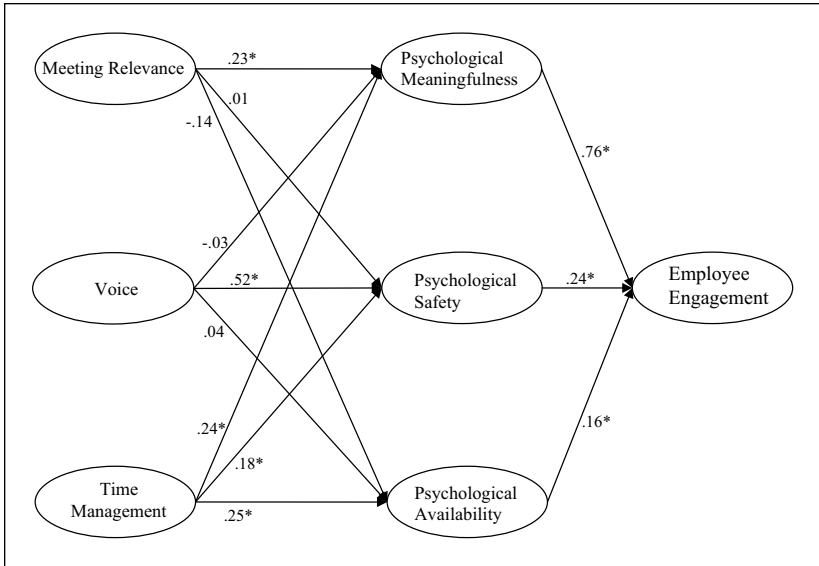 Meeting Relevance
.23*
Psychological
Meaningfulness
.01
-.14
.76*
-.03
Voice
.52*
Psychological
Safety
.24*
Employee
Engagement
.04
.24*
.18*
.16*
Time
Management
.25*
Psychological
Availability